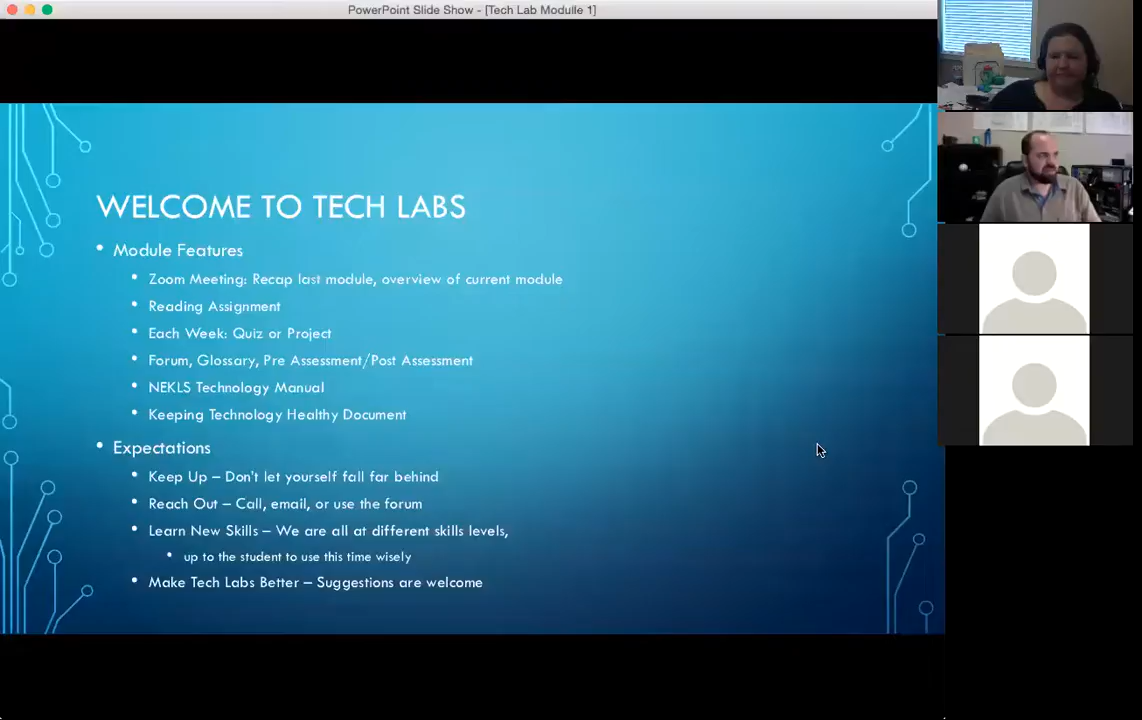 PowerPoint Slide Show - [Tech Lab Modulle 1]
WELCOME TO TECH LABS
• Module Features
• Zoom Meeting: Recap last module, overview of current module
• Reading Assignment
• Each Week: Quiz or Project
• Forum, Glossary, Pre Assessment/Post Assessment
• NEKLS Technology Manual
• Keeping Technology Healthy Document
• Expectations
• Keep Up – Don't let yourself fall far behind
• Reach Out – Call, email, or use the forum
• Learn New Skills – We are all at different skills levels,
• up to the student to use this time wisely
• Make Tech Labs Better – Suggestions are welcome